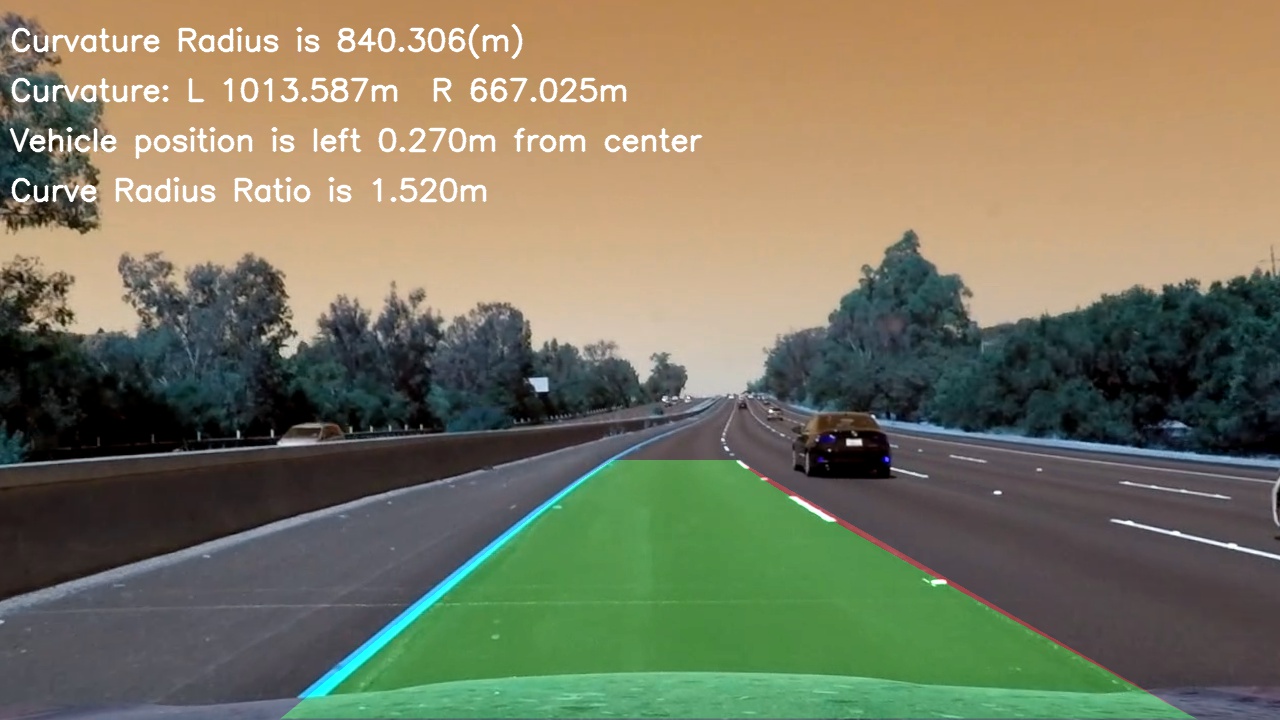 Curvature Radius is 840.306(m)
Curvature: L 1013.587m R 667.025m
Vehicle position is left 0.270m from center
Curve Radius Ratio is 1.520m